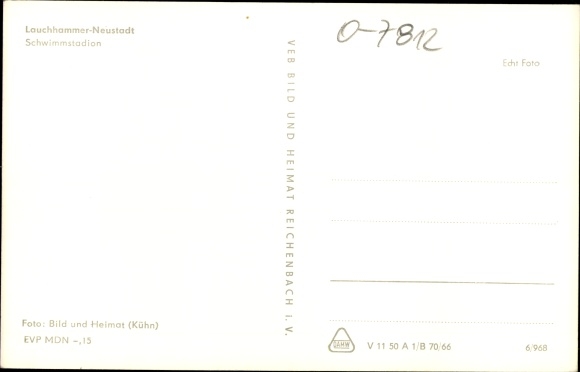 Lauchhammer-Neustadt
Schwimmstadion
O-7812
Echt Foto
VEB BILD UND HEIMAT REICHENBACH i. V.
Foto: Bild und Heimat (Kühn)
EVP MDN -,15
V 11 50 A 1/B 70/66
6/968